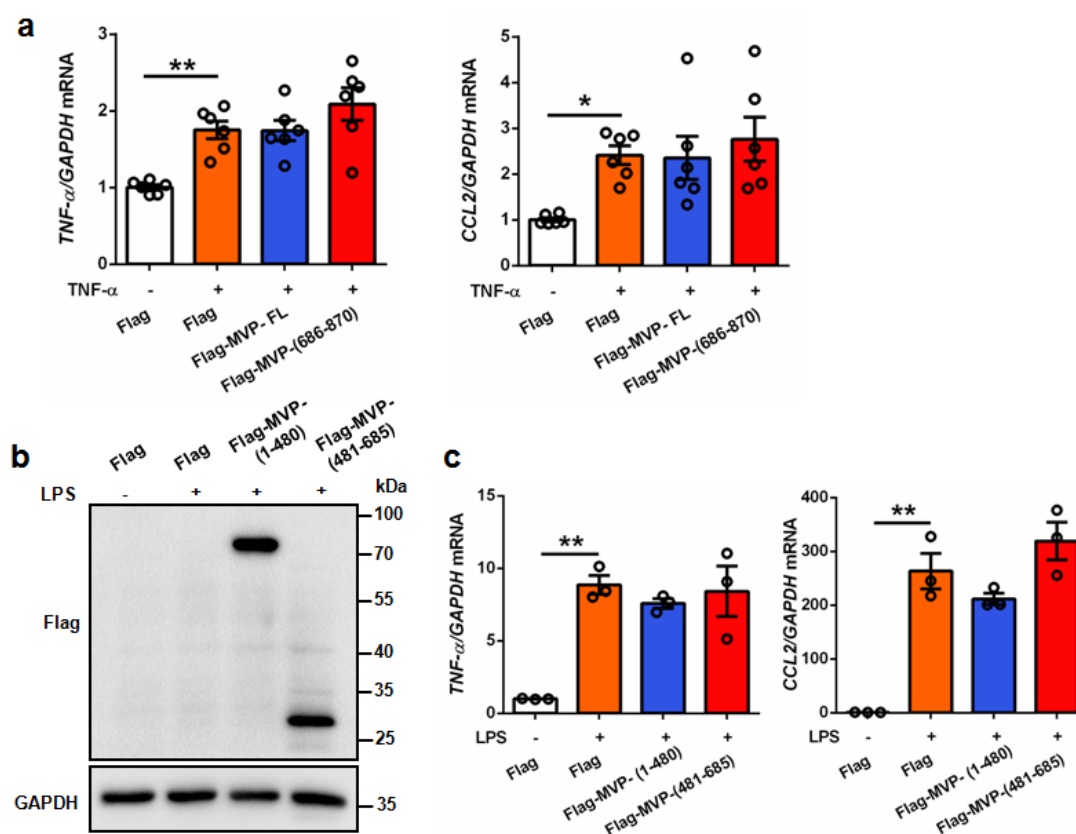 a
TNF-α/GAPDH mRNA
3
2
1
0
**
TNF-α - + + +
Flag
Flag
Flag-MVP- FL
Flag-MVP-(686-870)
CCL2/GAPDH mRNA
5
4
3
2
1
0
*
TNF-α - + + +
Flag
Flag
Flag-MVP- FL
Flag-MVP-(686-870)
b
Flag
Flag
Flag-MVP-
(1-480)
Flag-MVP-
(481-685)
LPS - + + + kDa
100
70
55
Flag
40
35
25
GAPDH 35
c
TNF-α/GAPDH mRNA
15
10
5
0
**
LPS - + + +
Flag
Flag
Flag-MVP- (1-480)
Flag-MVP-(481-685)
CCL2/GAPDH mRNA
400
300
200
100
0
**
LPS - + + +
Flag
Flag
Flag-MVP- (1-480)
Flag-MVP-(481-685)